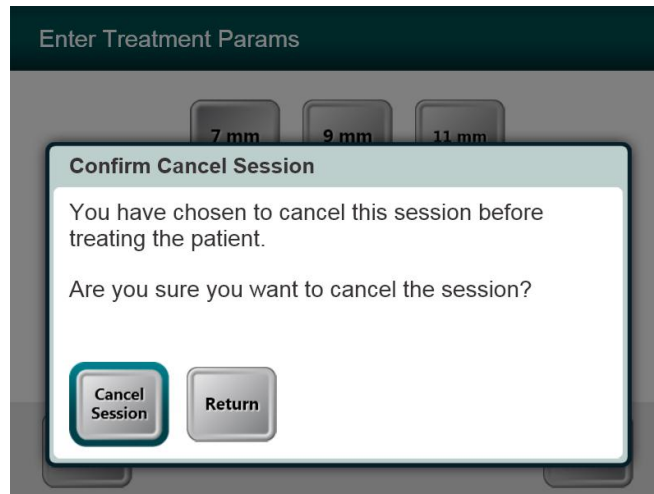 Enter Treatment Params
7 mm
9 mm
11 mm
Confirm Cancel Session
You have chosen to cancel this session before
treating the patient.
Are you sure you want to cancel the session?
Cancel
Session
Return